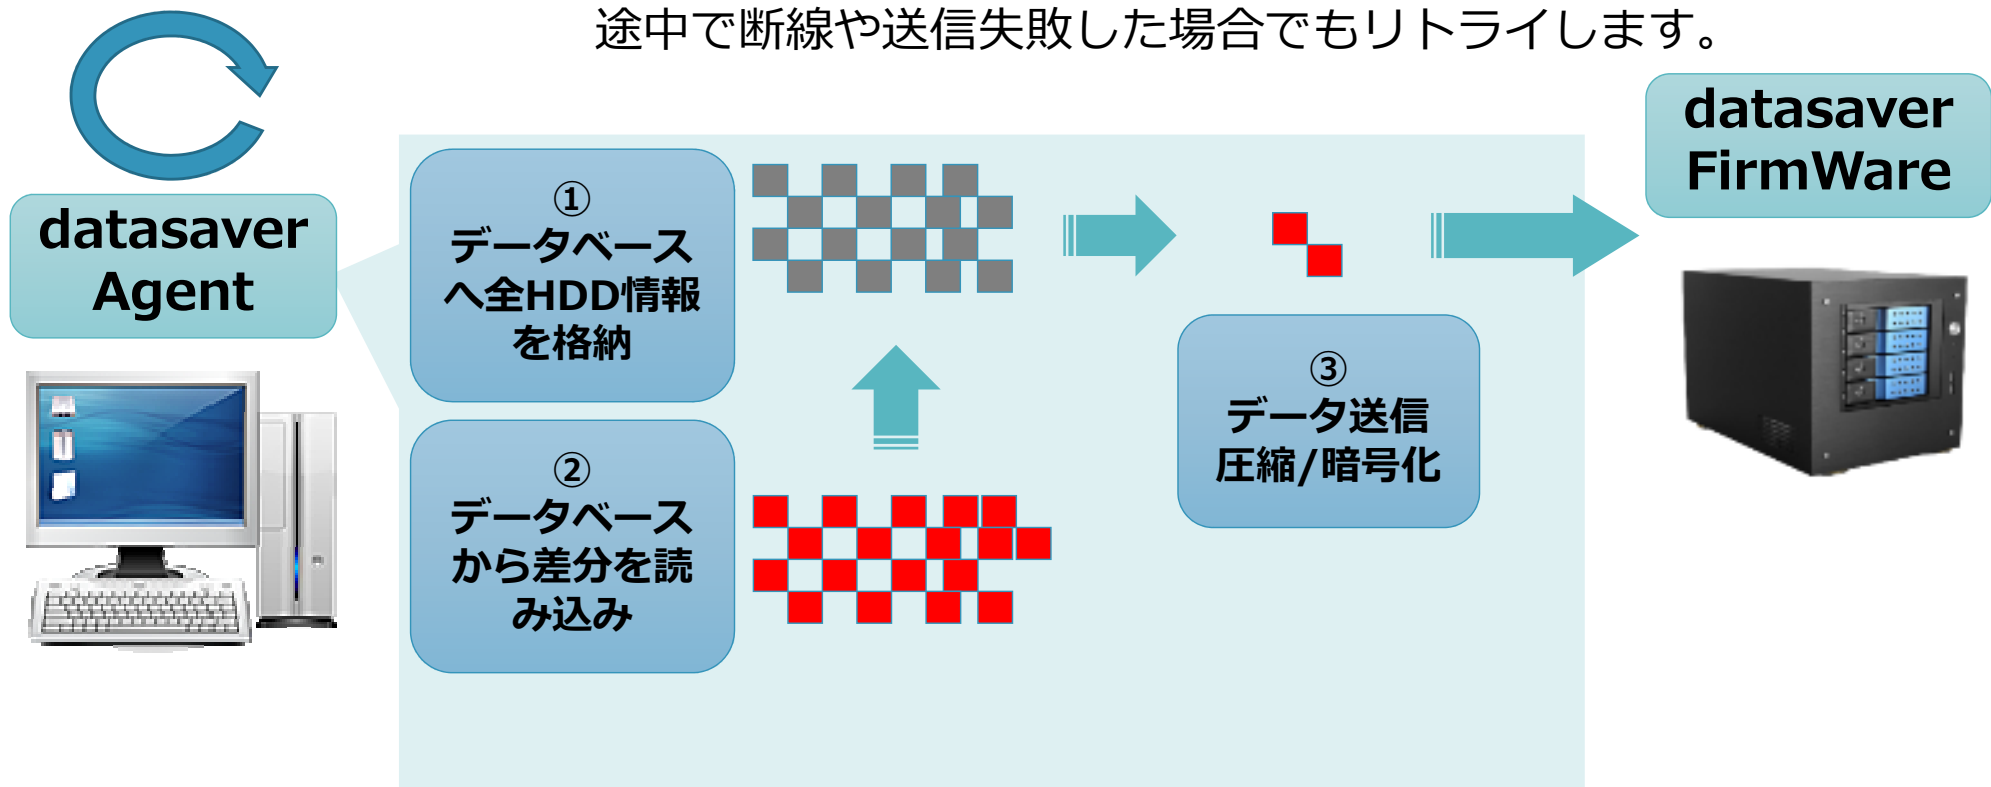 途中で断線や送信失敗した場合でもリトライします。
datasaver
Agent
①
データベース
へ全HDD情報
を格納
②
データベース
から差分を読
み込み
③
データ送信
圧縮/暗号化
datasaver
FirmWare